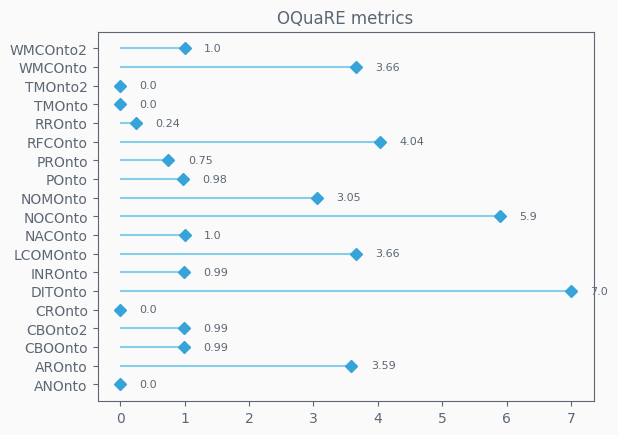 OQuaRE metrics
WMCOnto2 1.0
WMCOnto 3.66
TMOnto2 0.0
TMOnto 0.0
RROnto 0.24
RFCOnto 4.04
PROnto 0.75
POnto 0.98
NOMOnto 3.05
NOCOnto 5.9
NACOnto 1.0
LCOMOnto 3.66
INROnto 0.99
DITOnto 7.0
CROnto 0.0
CBOnto2 0.99
CBOOnto 0.99
AROnto 3.59
ANOnto 0.0
0 1 2 3 4 5 6 7